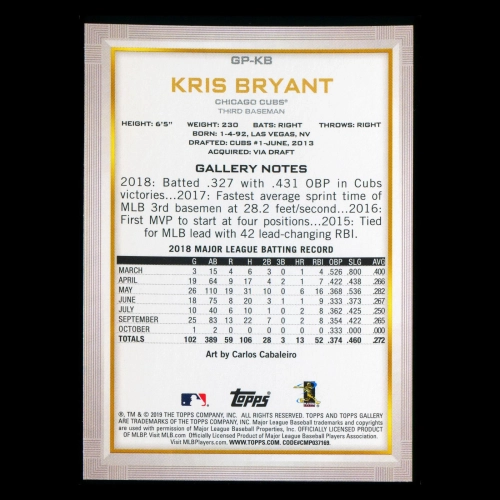 GP-KB
KRIS BRYANT
CHICAGO CUBS®
THIRD BASEMAN
HEIGHT: 6'5" WEIGHT: 230 BATS: RIGHT THROWS: RIGHT
BORN: 1-4-92, LAS VEGAS, NV
DRAFTED: CUBS #1-JUNE, 2013
ACQUIRED: VIA DRAFT
GALLERY NOTES
2018: Batted .327 with .431 OBP in Cubs
victories...2017: Fastest average sprint time of
MLB 3rd basemen at 28.2 feet/second...2016:
First MVP to start at four positions...2015: Tied
for MLB lead with 42 lead-changing RBI.
2018 MAJOR LEAGUE BATTING RECORD
G AB R H 2B 3B HR RBI OBP SLG AVG
MARCH 3 15 4 6 3 0 1 4 .526 .800 .400
APRIL 19 64 9 17 4 1 1 7 .422 .438 .266
MAY 26 110 19 31 10 0 6 16 .368 .536 .282
JUNE 18 75 8 20 3 1 1 9 .333 .373 .267
JULY 10 40 6 10 1 0 2 8 .362 .425 .250
SEPTEMBER 25 83 13 22 7 0 2 8 .354 .422 .265
OCTOBER 1 2 0 0 0 0 0 0 .333 .000 .000
TOTALS 102 389 59 106 28 3 13 52 .374 .460 .272
Art by Carlos Cabaleiro
Topps
®, TM & © 2019 THE TOPPS COMPANY, INC. ALL RIGHTS RESERVED. TOPPS AND TOPPS GALLERY
ARE TRADEMARKS OF THE TOPPS COMPANY, INC. Major League Baseball trademarks and copyrights
are used with permission of Major League Baseball Properties, Inc. OFFICIALLY LICENSED PRODUCT
OF MLBP. Visit MLB.com Officially Licensed Product of Major League Baseball Players Association.
Visit MLBPlayers.com. WWW.TOPPS.COM. CODE#CMP037169.